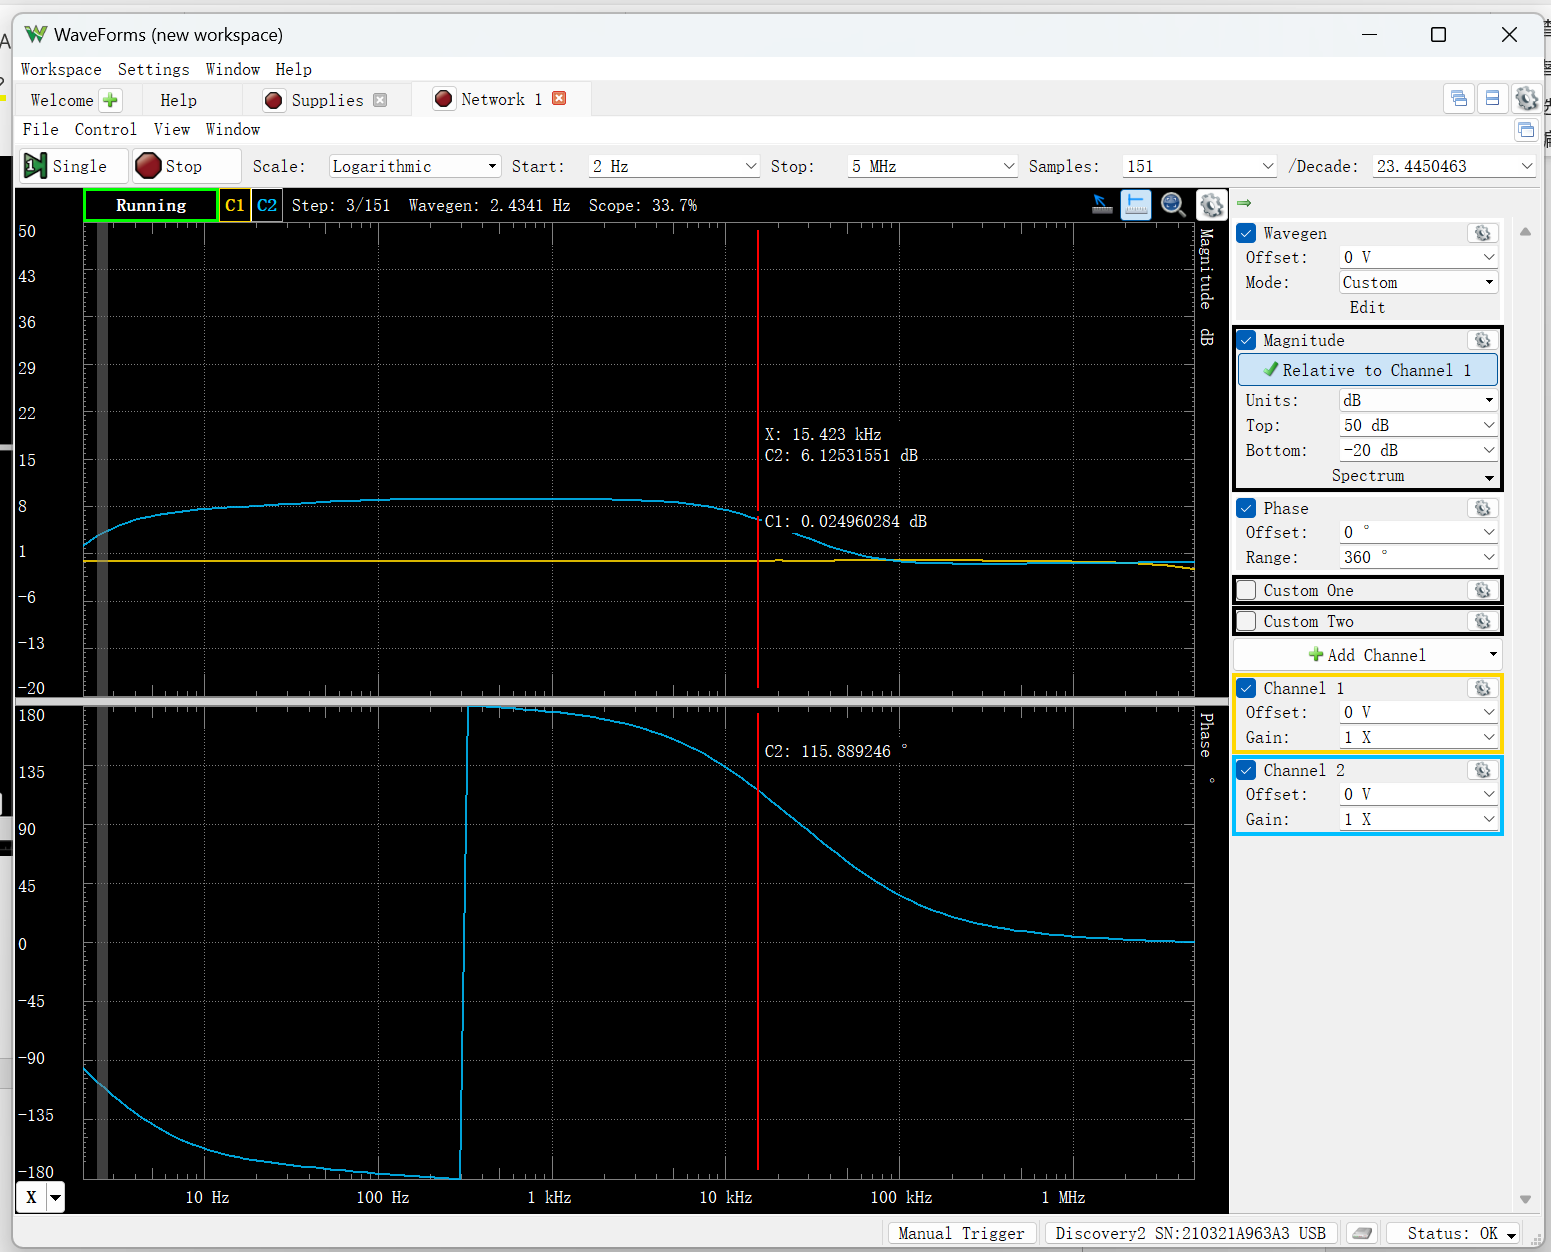 WaveForms (new workspace)
Workspace Settings Window Help
Welcome Help Supplies Network 1
File Control View Window
Single Stop Scale: Logarithmic Start: 2 Hz Stop: 5 MHz Samples: 151 /Decade: 23.4450463
Running C1 C2 Step: 3/151 Wavegen: 2.4341 Hz Scope: 33.7%
50
43
36
29
22
15
8
1
-6
-13
-20
Magnitude dB
X: 15.423 kHz
C2: 6.12531551 dB
C1: 0.024960284 dB
180
135
90
45
0
-45
-90
-135
-180
Phase °
C2: 115.889246 °
X 10 Hz 100 Hz 1 kHz 10 kHz 100 kHz 1 MHz
Wavegen
Offset: 0 V
Mode: Custom
Edit
Magnitude
Relative to Channel 1
Units: dB
Top: 50 dB
Bottom: -20 dB
Spectrum
Phase
Offset: 0 °
Range: 360 °
Custom One
Custom Two
Add Channel
Channel 1
Offset: 0 V
Gain: 1 X
Channel 2
Offset: 0 V
Gain: 1 X
Manual Trigger Discovery2 SN:210321A963A3 USB Status: OK